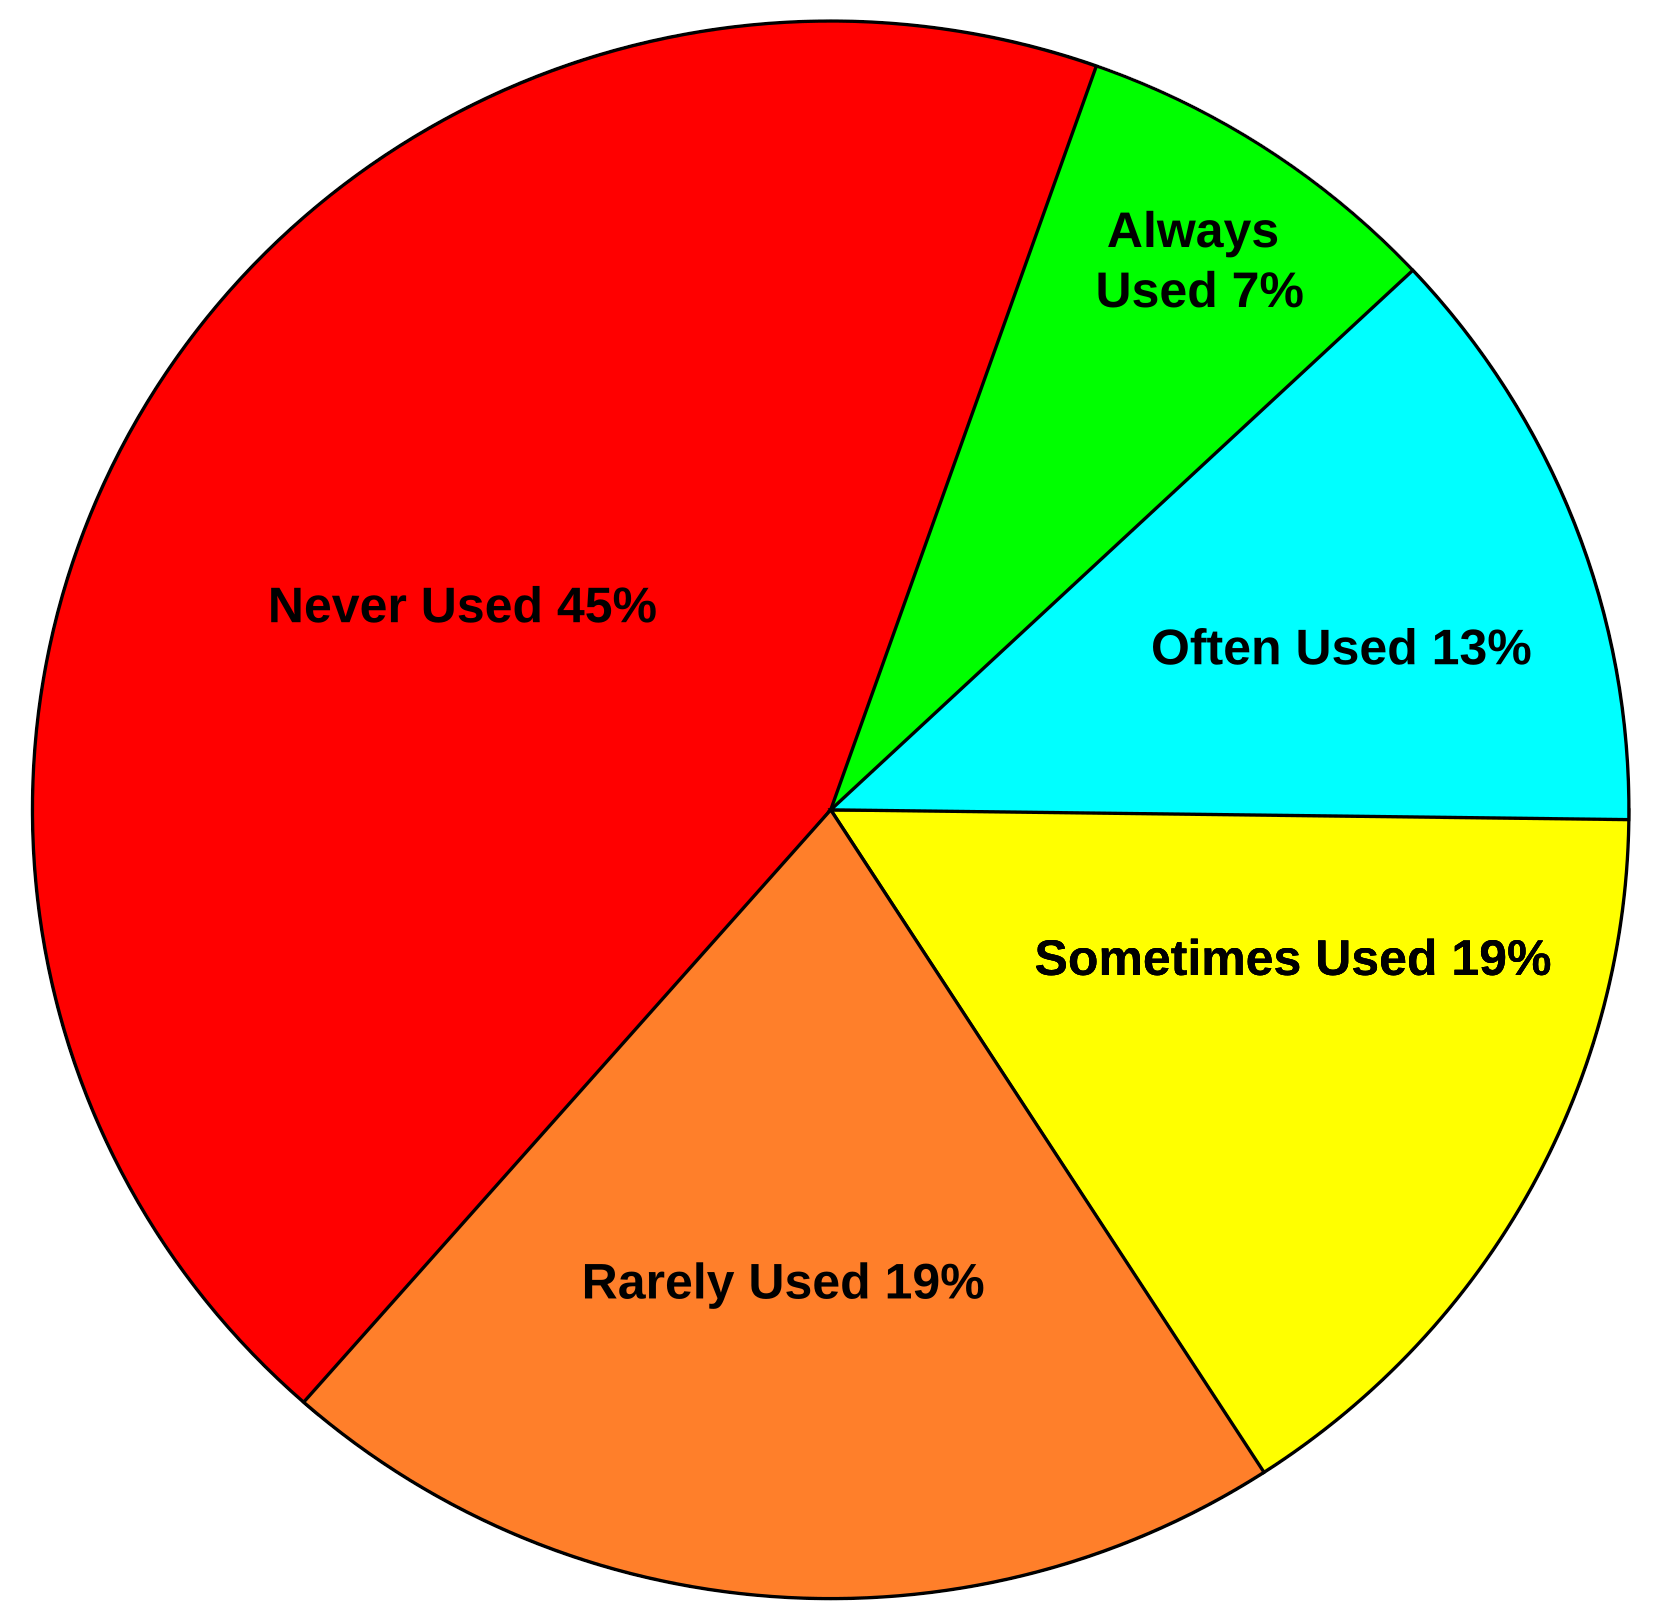 Always
Used 7%
Never Used 45%
Often Used 13%
Sometimes Used 19%
Rarely Used 19%